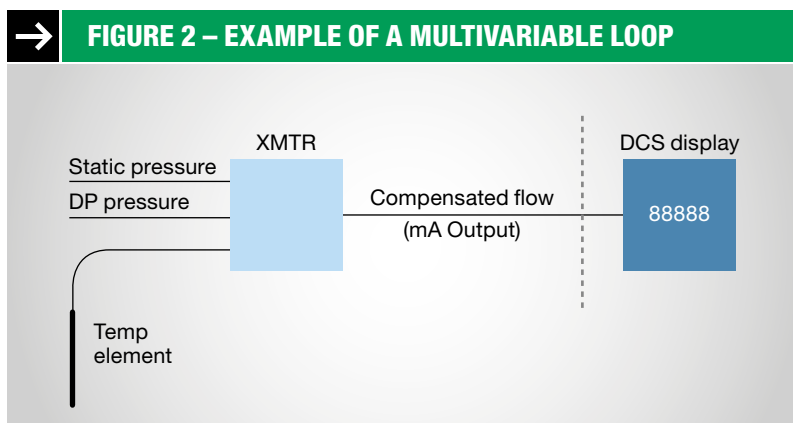 FIGURE 2 – EXAMPLE OF A MULTIVARIABLE LOOP
XMTR
DCS display
Static pressure
DP pressure
Compensated flow
(mA Output)
88888
Temp
element